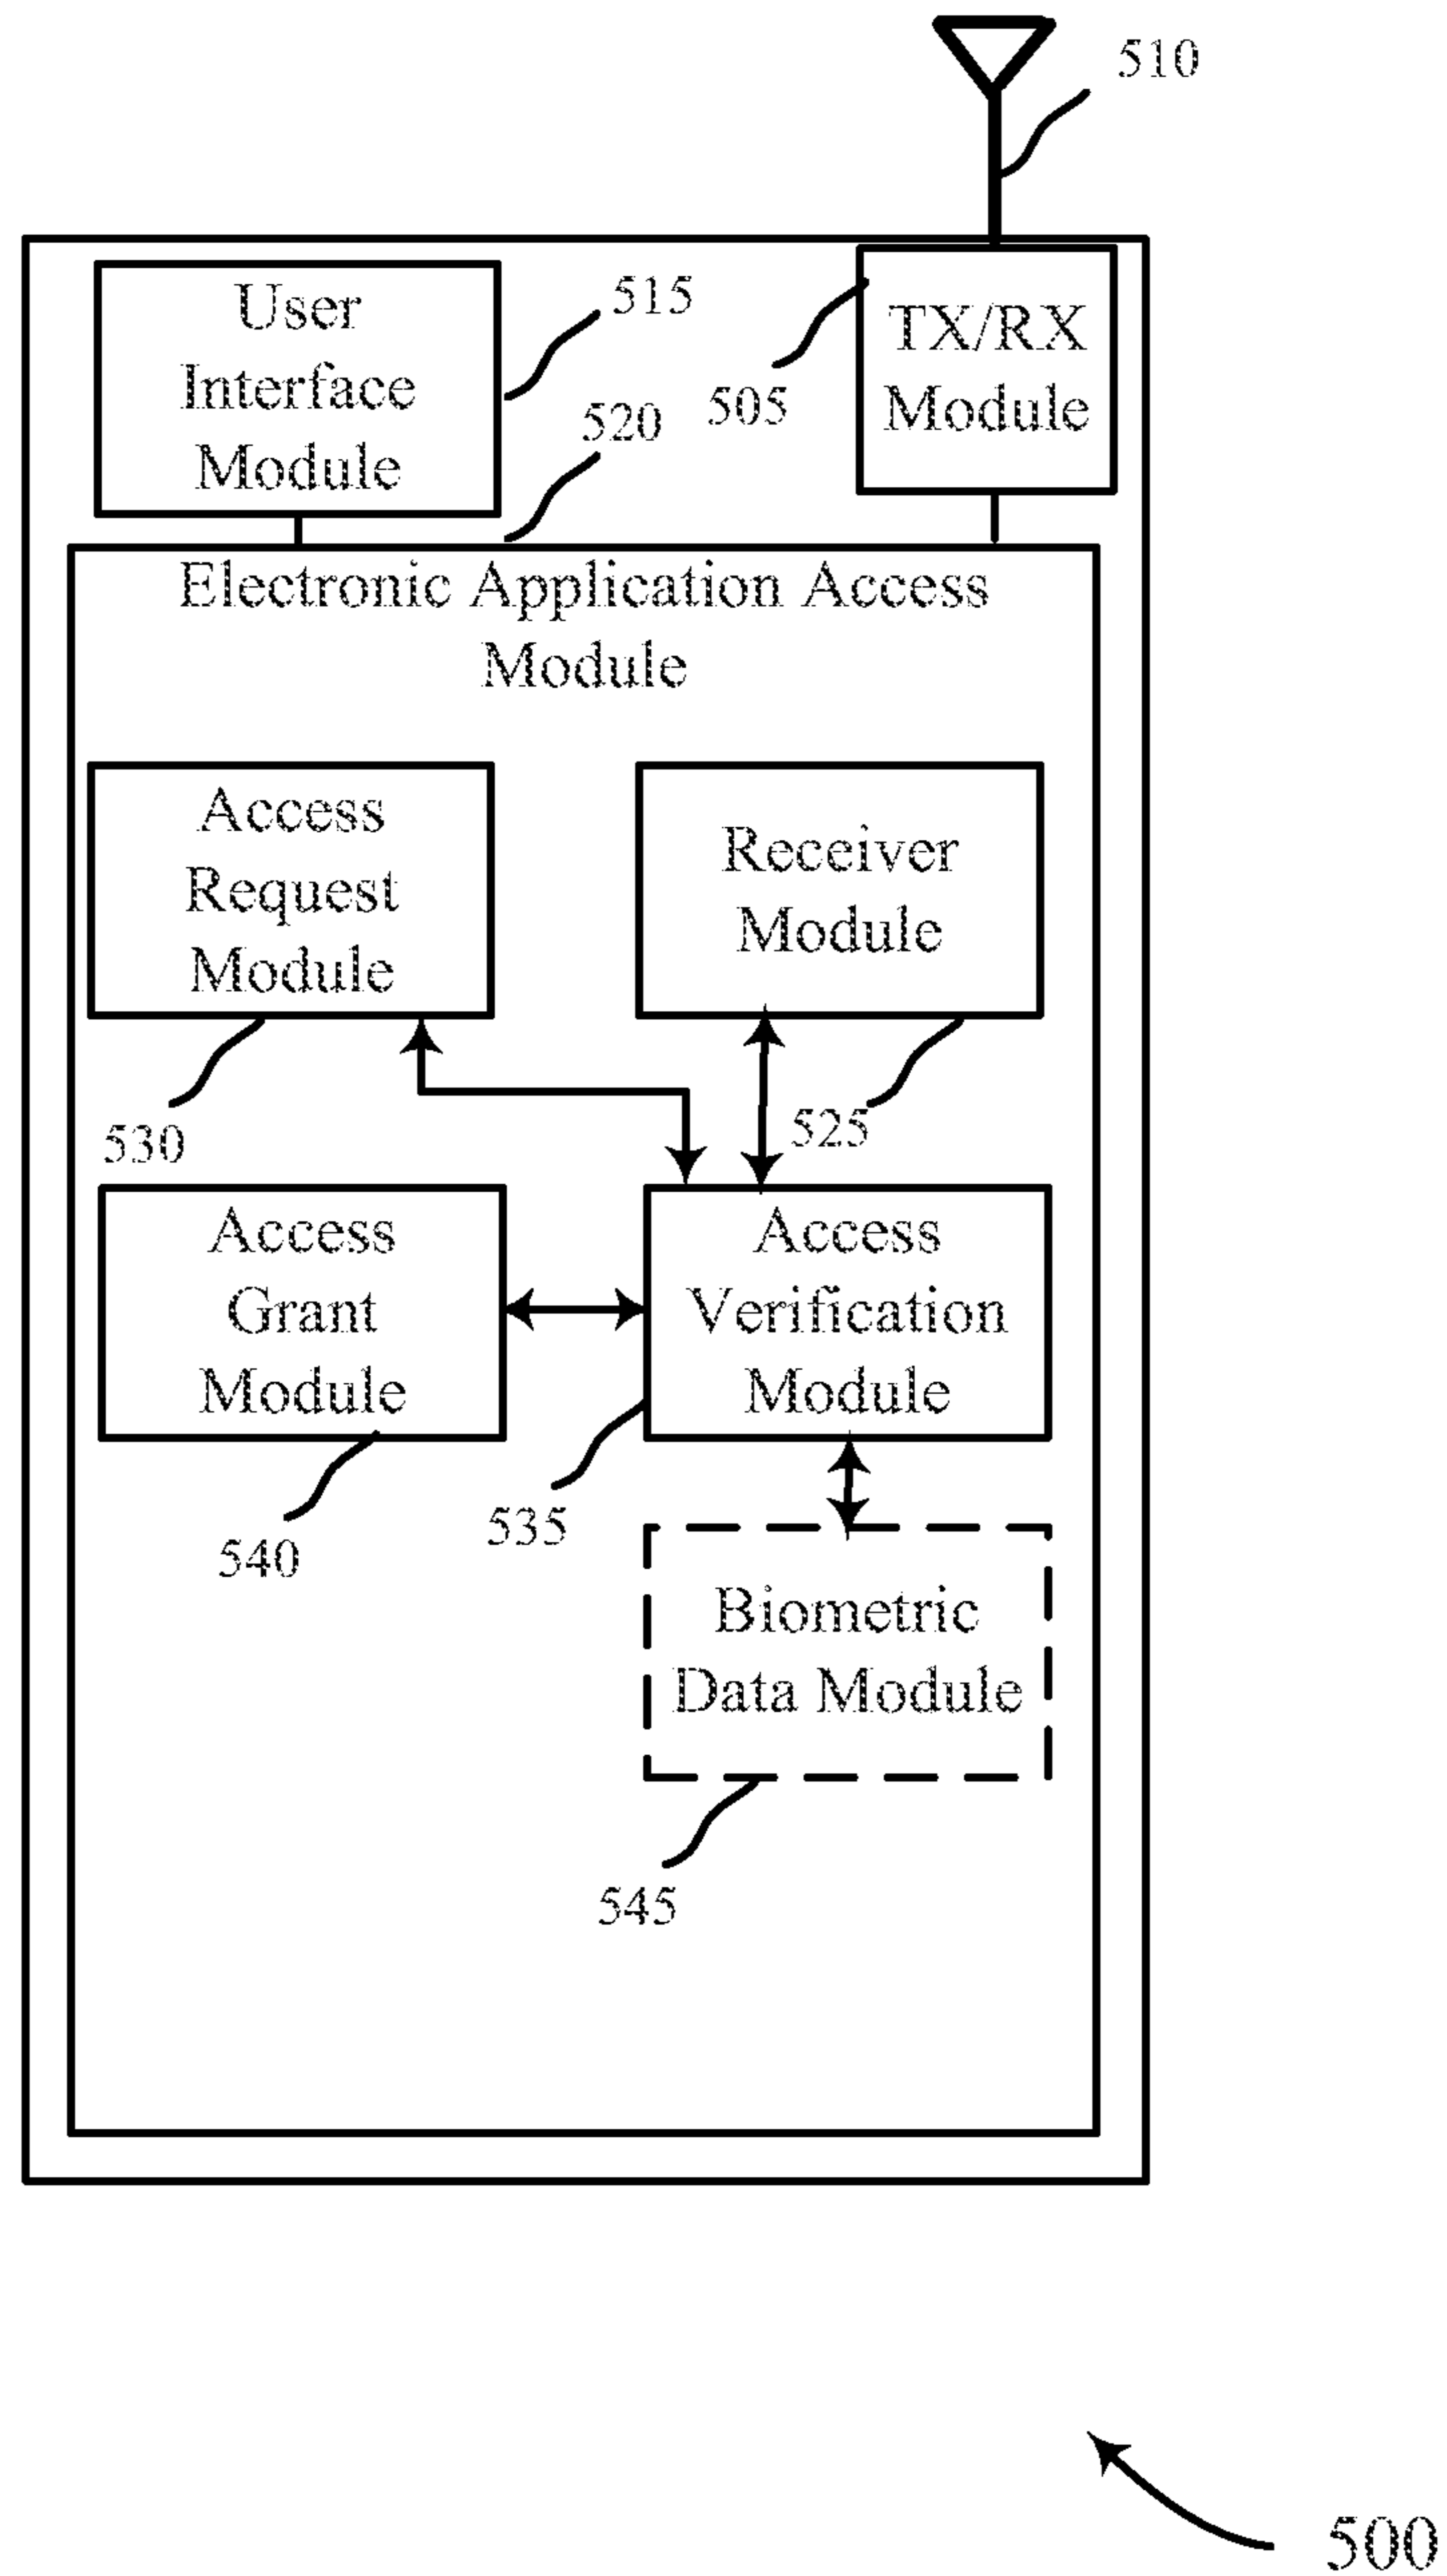 510
User
Interface
Module
515
TX/RX
Module
505
520
Electronic Application Access
Module
Access
Request
Module
Receiver
Module
530
525
Access
Grant
Module
Access
Verification
Module
540
535
Biometric
Data Module
545
500